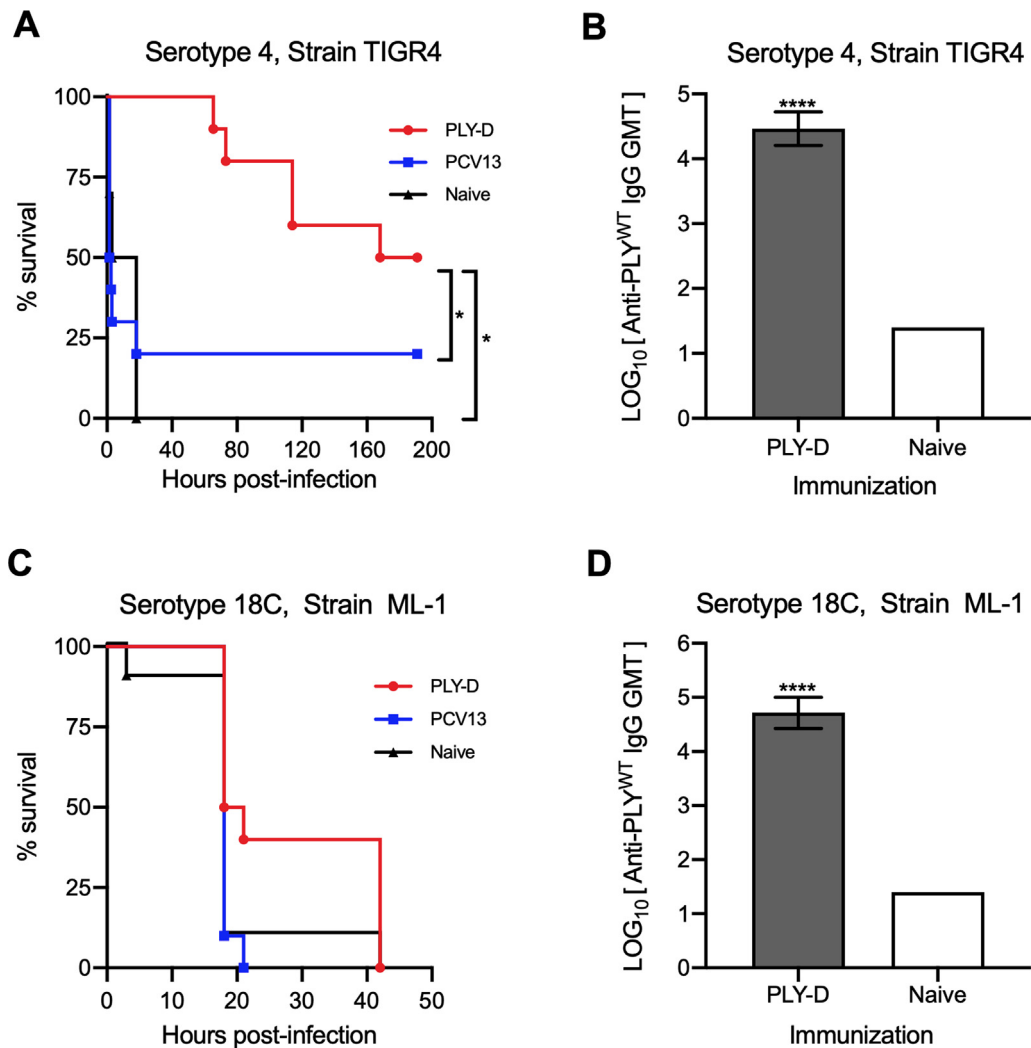 A
Serotype 4, Strain TIGR4
% survival
100
75
50
25
0
0 40 80 120 160 200
Hours post-infection
PLY-D
PCV13
Naive
*
*
B
Serotype 4, Strain TIGR4
LOG10 [ Anti-PLYWT IgG GMT ]
5
4
3
2
1
0
****
PLY-D Naive
Immunization
C
Serotype 18C, Strain ML-1
% survival
100
75
50
25
0
0 10 20 30 40 50
Hours post-infection
PLY-D
PCV13
Naive
D
Serotype 18C, Strain ML-1
LOG10 [ Anti-PLYWT IgG GMT ]
6
5
4
3
2
1
0
****
PLY-D Naive
Immunization